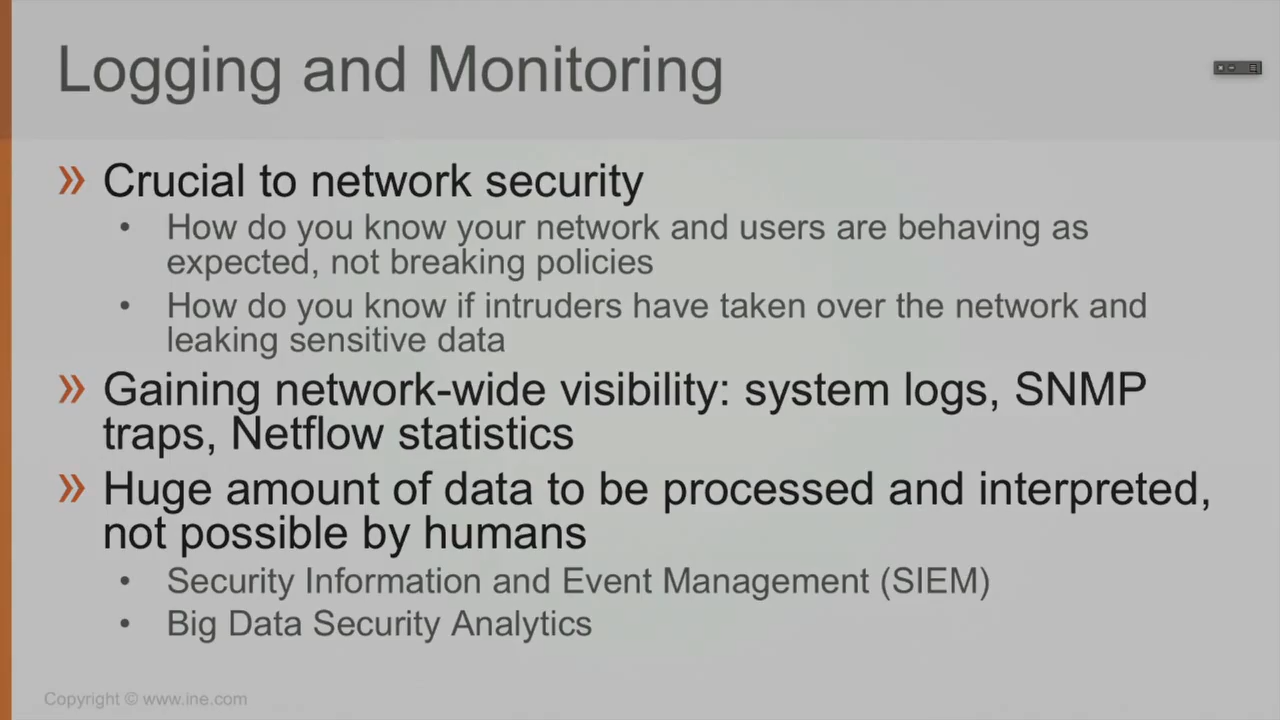 Logging and Monitoring
» Crucial to network security
• How do you know your network and users are behaving as
expected, not breaking policies
• How do you know if intruders have taken over the network and
leaking sensitive data
» Gaining network-wide visibility: system logs, SNMP
traps, Netflow statistics
» Huge amount of data to be processed and interpreted,
not possible by humans
• Security Information and Event Management (SIEM)
• Big Data Security Analytics
Copyright © www.ine.com